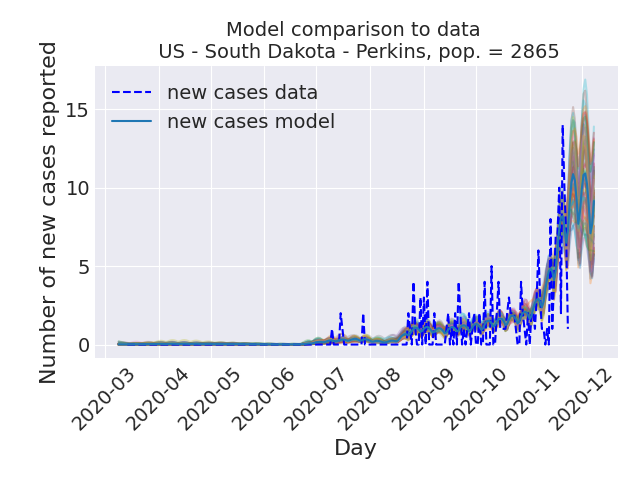 Model comparison to data
US - South Dakota - Perkins, pop. = 2865
new cases data
new cases model
Number of new cases reported
15
10
5
0
2020-03
2020-04
2020-05
2020-06
2020-07
2020-08
2020-09
2020-10
2020-11
2020-12
Day